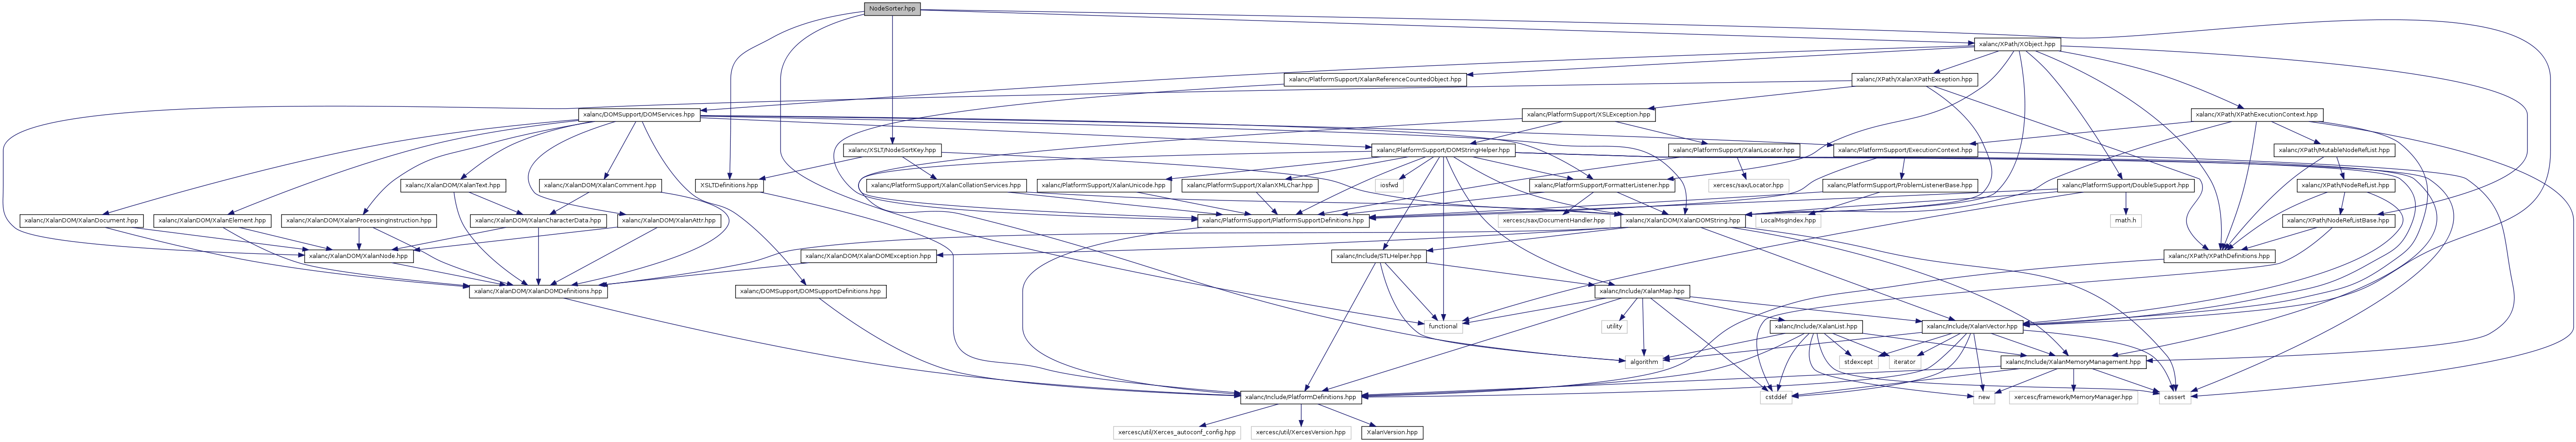 NodeSorter.hpp
xalanc/XPath/XObject.hpp
xalanc/PlatformSupport/XalanReferenceCountedObject.hpp
xalanc/XPath/XalanXPathException.hpp
xalanc/DOMSupport/DOMServices.hpp
xalanc/PlatformSupport/XSLException.hpp
xalanc/XPath/XPathExecutionContext.hpp
xalanc/XSLT/NodeSortKey.hpp
xalanc/PlatformSupport/DOMStringHelper.hpp
xalanc/PlatformSupport/XalanLocator.hpp
xalanc/PlatformSupport/ExecutionContext.hpp
xalanc/XPath/MutableNodeRefList.hpp
xalanc/XalanDOM/XalanText.hpp
xalanc/XalanDOM/XalanComment.hpp
XSLTDefinitions.hpp
xalanc/PlatformSupport/XalanCollationServices.hpp
xalanc/PlatformSupport/XalanUnicode.hpp
xalanc/PlatformSupport/XalanXMLChar.hpp
iosfwd
xercesc/sax/Locator.hpp
xalanc/PlatformSupport/FormatterListener.hpp
xalanc/PlatformSupport/ProblemListenerBase.hpp
xalanc/PlatformSupport/DoubleSupport.hpp
xalanc/XPath/NodeRefList.hpp
xalanc/XalanDOM/XalanDocument.hpp
xalanc/XalanDOM/XalanElement.hpp
xalanc/XalanDOM/XalanProcessingInstruction.hpp
xalanc/XalanDOM/XalanCharacterData.hpp
xalanc/XalanDOM/XalanAttr.hpp
xalanc/PlatformSupport/PlatformSupportDefinitions.hpp
xercesc/sax/DocumentHandler.hpp
xalanc/XalanDOM/XalanDOMString.hpp
LocalMsgIndex.hpp
math.h
xalanc/XPath/NodeRefListBase.hpp
xalanc/XalanDOM/XalanNode.hpp
xalanc/XalanDOM/XalanDOMException.hpp
xalanc/Include/STLHelper.hpp
xalanc/XPath/XPathDefinitions.hpp
xalanc/XalanDOM/XalanDOMDefinitions.hpp
xalanc/DOMSupport/DOMSupportDefinitions.hpp
xalanc/Include/XalanMap.hpp
functional
utility
xalanc/Include/XalanList.hpp
xalanc/Include/XalanVector.hpp
algorithm
stdexcept
iterator
xalanc/Include/XalanMemoryManagement.hpp
xalanc/Include/PlatformDefinitions.hpp
cstddef
new
xercesc/framework/MemoryManager.hpp
cassert
xercesc/util/Xerces_autoconf_config.hpp
xercesc/util/XercesVersion.hpp
XalanVersion.hpp